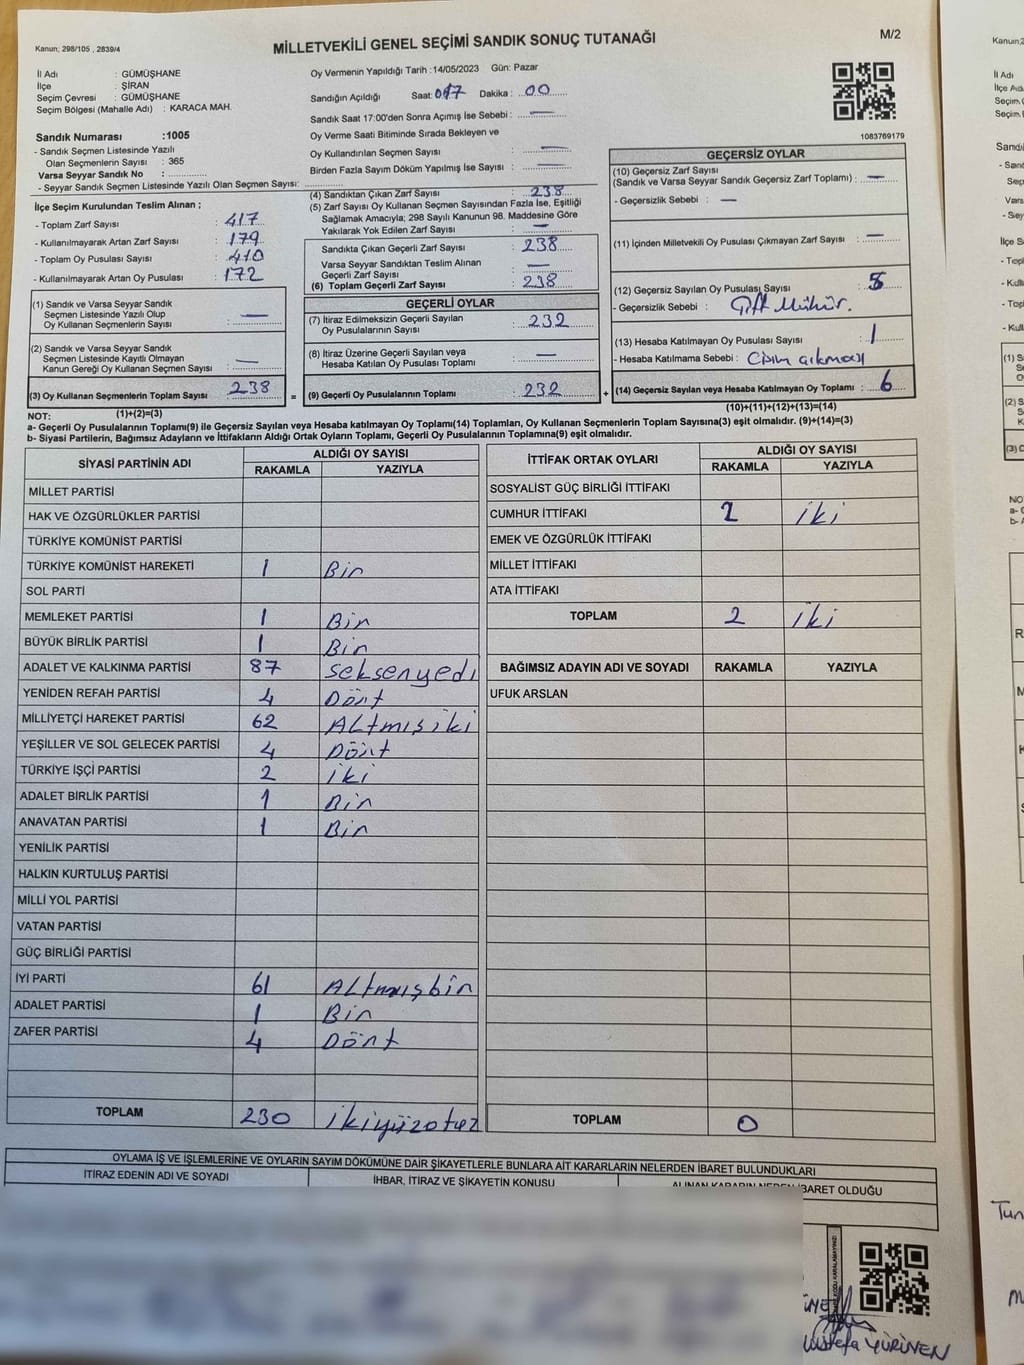 Kanun; 298/105 , 2839/4
MİLLETVEKİLİ GENEL SEÇİMİ SANDIK SONUÇ TUTANAĞI
M/2
İl Adı : GÜMÜŞHANE
İlçe : ŞİRAN
Seçim Çevresi : GÜMÜŞHANE
Seçim Bölgesi (Mahalle Adı) : KARACA MAH.
Sandık Numarası :1005
- Sandık Seçmen Listesinde Yazılı
Olan Seçmenlerin Sayısı : 365
Varsa Seyyar Sandık No :
- Seyyar Sandık Seçmen Listesinde Yazılı Olan Seçmen Sayısı:
İlçe Seçim Kurulundan Teslim Alınan ;
- Toplam Zarf Sayısı : 417
- Kullanılmayarak Artan Zarf Sayısı : 179
- Toplam Oy Pusulası Sayısı : 410
- Kullanılmayarak Artan Oy Pusulası : 172
(1) Sandık ve Varsa Seyyar Sandık
Seçmen Listesinde Yazılı Olup
Oy Kullanan Seçmenlerin Sayısı : —
(2) Sandık ve Varsa Seyyar Sandık
Seçmen Listesinde Kayıtlı Olmayan
Kanun Gereği Oy Kullanan Seçmen Sayısı : —
(3) Oy Kullanan Seçmenlerin Toplam Sayısı : 238
(1)+(2)=(3)
Oy Vermenin Yapıldığı Tarih :14/05/2023 Gün: Pazar
Sandığın Açıldığı Saat: 017 Dakika : 00
Sandık Saat 17:00'den Sonra Açımış İse Sebebi : —
Oy Verme Saati Bitiminde Sırada Bekleyen ve
Oy Kullandırılan Seçmen Sayısı : —
Birden Fazla Sayım Döküm Yapılmış İse Sayısı : —
(4) Sandıktan Çıkan Zarf Sayısı : 238
(5) Zarf Sayısı Oy Kullanan Seçmen Sayısından Fazla İse, Eşitliği
Sağlamak Amacıyla; 298 Sayılı Kanunun 98. Maddesine Göre
Yakılarak Yok Edilen Zarf Sayısı : —
Sandıkta Çıkan Geçerli Zarf Sayısı : 238
Varsa Seyyar Sandıktan Teslim Alınan
Geçerli Zarf Sayısı : —
(6) Toplam Geçerli Zarf Sayısı : 238
GEÇERLİ OYLAR
(7) İtiraz Edilmeksizin Geçerli Sayılan
Oy Pusulalarının Sayısı : 232
(8) İtiraz Üzerine Geçerli Sayılan veya
Hesaba Katılan Oy Pusulası Toplamı : —
= (9) Geçerli Oy Pusulalarının Toplamı : 232 +
1083769179
GEÇERSİZ OYLAR
(10) Geçersiz Zarf Sayısı
(Sandık ve Varsa Seyyar Sandık Geçersiz Zarf Toplamı) : —
- Geçersizlik Sebebi : —
(11) İçinden Milletvekili Oy Pusulası Çıkmayan Zarf Sayısı : —
(12) Geçersiz Sayılan Oy Pusulası Sayısı : 5
- Geçersizlik Sebebi : Çift Mühür.
(13) Hesaba Katılmayan Oy Pusulası Sayısı : 1
- Hesaba Katılmama Sebebi : Cisim çıkması
(14) Geçersiz Sayılan veya Hesaba Katılmayan Oy Toplamı : 6
(10)+(11)+(12)+(13)=(14)
NOT:
a- Geçerli Oy Pusulalarının Toplamı(9) ile Geçersiz Sayılan veya Hesaba katılmayan Oy Toplamı(14) Toplamları, Oy Kullanan Seçmenlerin Toplam Sayısına(3) eşit olmalıdır. (9)+(14)=(3)
b- Siyasi Partilerin, Bağımsız Adayların ve İttifakların Aldığı Ortak Oyların Toplamı, Geçerli Oy Pusulalarının Toplamına(9) eşit olmalıdır.
SİYASİ PARTİNİN ADI ALDIĞI OY SAYISI
RAKAMLA YAZIYLA
MİLLET PARTİSİ
HAK VE ÖZGÜRLÜKLER PARTİSİ
TÜRKİYE KOMÜNİST PARTİSİ
TÜRKİYE KOMÜNİST HAREKETİ 1 Bir
SOL PARTİ
MEMLEKET PARTİSİ 1 Bir
BÜYÜK BİRLİK PARTİSİ 1 Bir
ADALET VE KALKINMA PARTİSİ 87 seksenyedi
YENİDEN REFAH PARTİSİ 4 Dört
MİLLİYETÇİ HAREKET PARTİSİ 62 Altmışiki
YEŞİLLER VE SOL GELECEK PARTİSİ 4 Dört
TÜRKİYE İŞÇİ PARTİSİ 2 iki
ADALET BİRLİK PARTİSİ 1 Bir
ANAVATAN PARTİSİ 1 Bir
YENİLİK PARTİSİ
HALKIN KURTULUŞ PARTİSİ
MİLLİ YOL PARTİSİ
VATAN PARTİSİ
GÜÇ BİRLİĞİ PARTİSİ
İYİ PARTİ 61 Altmışbir
ADALET PARTİSİ 1 Bir
ZAFER PARTİSİ 4 Dört
TOPLAM 230 ikiyüzotuz
İTTİFAK ORTAK OYLARI ALDIĞI OY SAYISI
RAKAMLA YAZIYLA
SOSYALİST GÜÇ BİRLİĞİ İTTİFAKI
CUMHUR İTTİFAKI 2 iki
EMEK VE ÖZGÜRLÜK İTTİFAKI
MİLLET İTTİFAKI
ATA İTTİFAKI
TOPLAM 2 iki
BAĞIMSIZ ADAYIN ADI VE SOYADI RAKAMLA YAZIYLA
UFUK ARSLAN
TOPLAM 0
OYLAMA İŞ VE İŞLEMLERİNE VE OYLARIN SAYIM DÖKÜMÜNE DAİR ŞİKAYETLERLE BUNLARA AİT KARARLARIN NELERDEN İBARET BULUNDUKLARI
İTİRAZ EDENİN ADI VE SOYADI İHBAR, İTİRAZ VE ŞİKAYETİN KONUSU ALINAN KARARIN NEDEN İBARET OLDUĞU
Mustafa YÜRÜYEN